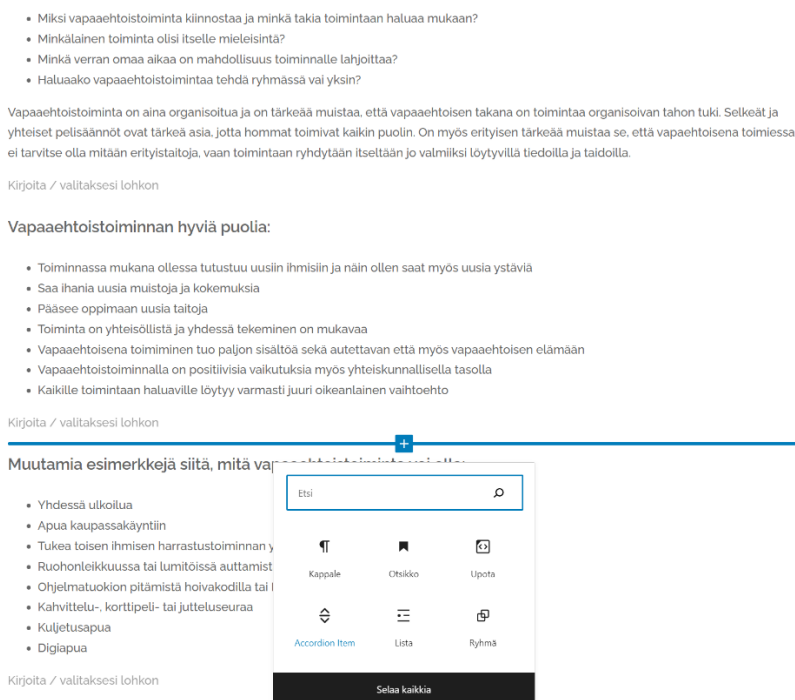 Miksi vapaaehtoistoiminta kiinnostaa ja minkä takia toimintaan haluaa mukaan?
Minkälainen toiminta olisi itselle mieleisintä?
Minkä verran omaa aikaa on mahdollisuus toiminnalle lahjoittaa?
Haluaako vapaaehtoistoimintaa tehdä ryhmässä vai yksin?
Vapaaehtoistoiminta on aina organisoitua ja on tärkeää muistaa, että vapaaehtoisen takana on toimintaa organisoivan tahon tuki. Selkeät ja
yhteiset pelisäännöt ovat tärkeä asia, jotta hommat toimivat kaikin puolin. On myös erityisen tärkeää muistaa se, että vapaehtoisena toimiessa
ei tarvitse olla mitään erityistaitoja, vaan toimintaan ryhdytään itseltään jo valmiiksi löytyvillä tiedoilla ja taidoilla.
Kirjoita / valitaksesi lohkon
Vapaaehtoistoiminnan hyviä puolia:
Toiminnassa mukana ollessa tutustuu uusiin ihmisiin ja näin ollen saat myös uusia ystäviä
Saa ihania uusia muistoja ja kokemuksia
Pääsee oppimaan uusia taitoja
Toiminta on yhteisöllistä ja yhdessä tekeminen on mukavaa
Vapaaehtoisena toimiminen tuo paljon sisältöä sekä autettavan että myös vapaaehtoisen elämään
Vapaaehtoistoiminnalla on positiivisia vaikutuksia myös yhteiskunnallisella tasolla
Kaikille toimintaan haluaville löytyy varmasti juuri oikeanlainen vaihtoehto
Kirjoita / valitaksesi lohkon
Muutamia esimerkkejä siitä, mitä vapaaehtoistoiminta voi olla:
Etsi
Yhdessä ulkoilua
Apua kaupassakäyntiin
Tukea toisen ihmisen harrastustoiminnan
Ruohonleikkuussa tai lumitöissä auttamist
Ohjelmatuokion pitämistä hoivakodilla tai
Kahvittelu-, korttipeli- tai jutteluseuraa
Kuljetusapua
Digiapua
Kappale
Otsikko
Upota
Accordion Item
Lista
Ryhmä
Selaa kaikkia
Kirjoita / valitaksesi lohkon